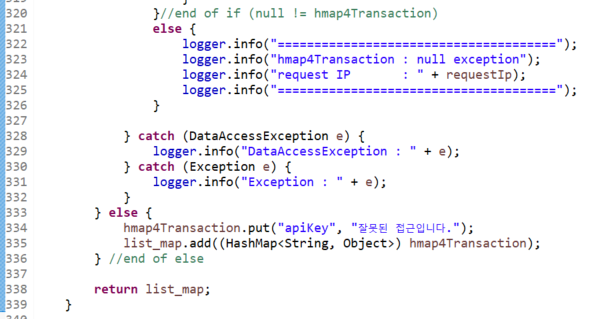 320 }//end of if (null != hmap4Transaction)
321 else {
322 logger.info("=======================================");
323 logger.info("hmap4Transaction : null exception");
324 logger.info("request IP       : " + requestIp);
325 logger.info("=======================================");
326 }
327
328 } catch (DataAccessException e) {
329 logger.info("DataAccessException : " + e);
330 } catch (Exception e) {
331 logger.info("Exception : " + e);
332 }
333 } else {
334 hmap4Transaction.put("apiKey", "잘못된 접근입니다.");
335 list_map.add((HashMap<String, Object>) hmap4Transaction);
336 } //end of else
337
338 return list_map;
339 }